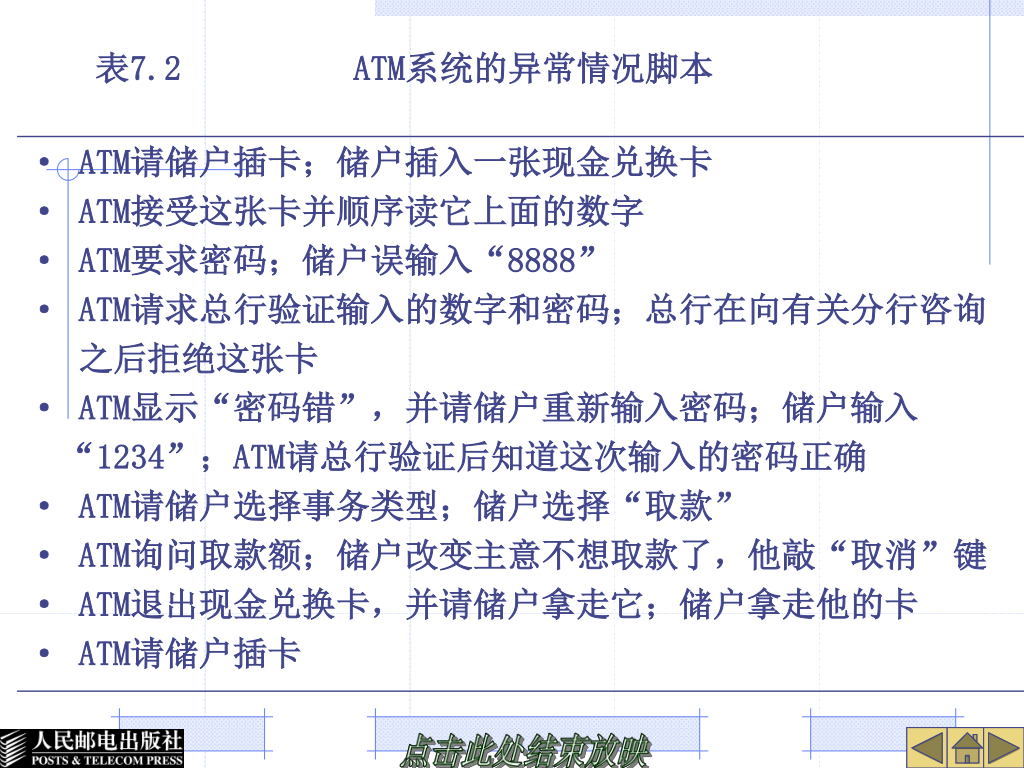 表7.2 ATM系统的异常情况脚本
• ATM请储户插卡；储户插入一张现金兑换卡
• ATM接受这张卡并顺序读它上面的数字
• ATM要求密码；储户误输入“8888”
• ATM请求总行验证输入的数字和密码；总行在向有关分行咨询
之后拒绝这张卡
• ATM显示“密码错”，并请储户重新输入密码；储户输入
“1234”；ATM请总行验证后知道这次输入的密码正确
• ATM请储户选择事务类型；储户选择“取款”
• ATM询问取款额；储户改变主意不想取款了，他敲“取消”键
• ATM退出现金兑换卡，并请储户拿走它；储户拿走他的卡
• ATM请储户插卡
人民邮电出版社
POSTS & TELECOM PRESS
点击此处结束放映